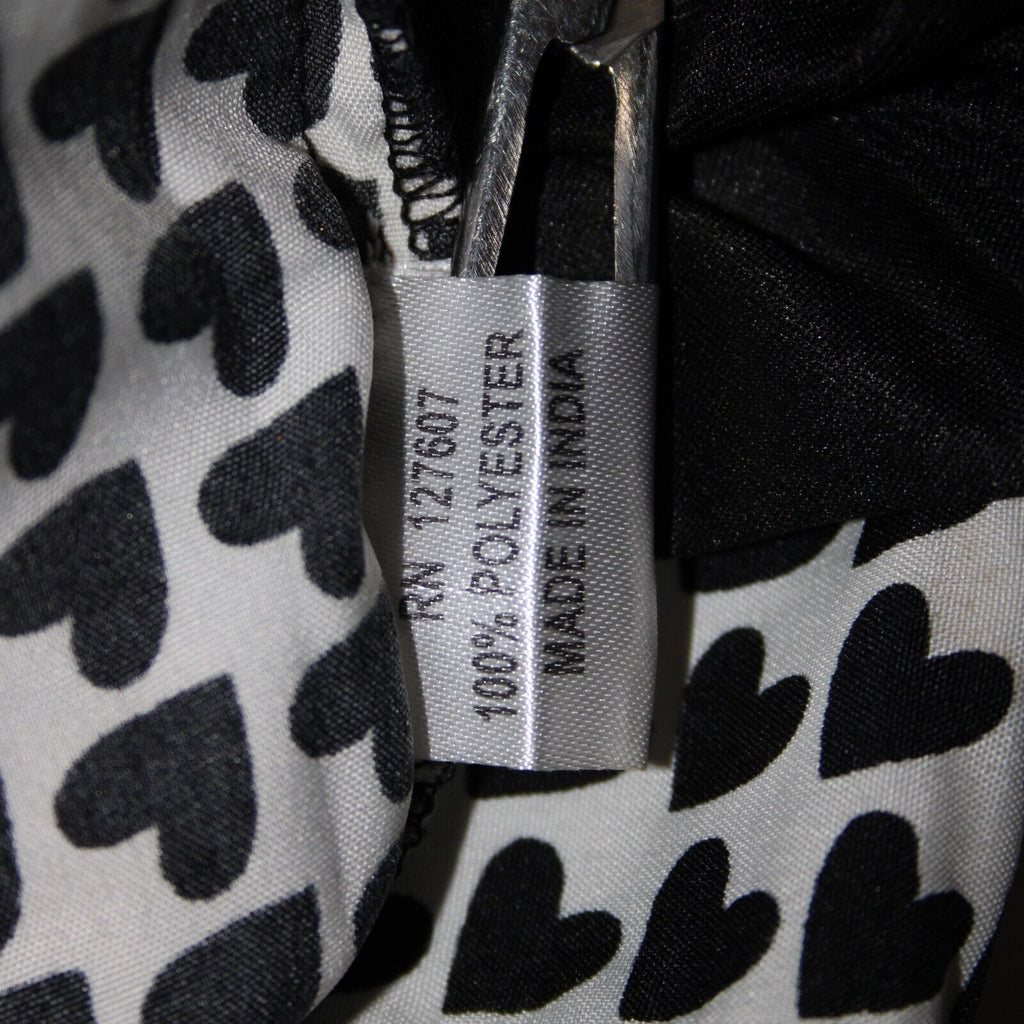 RN 127607
100% POLYESTER
MADE IN INDIA